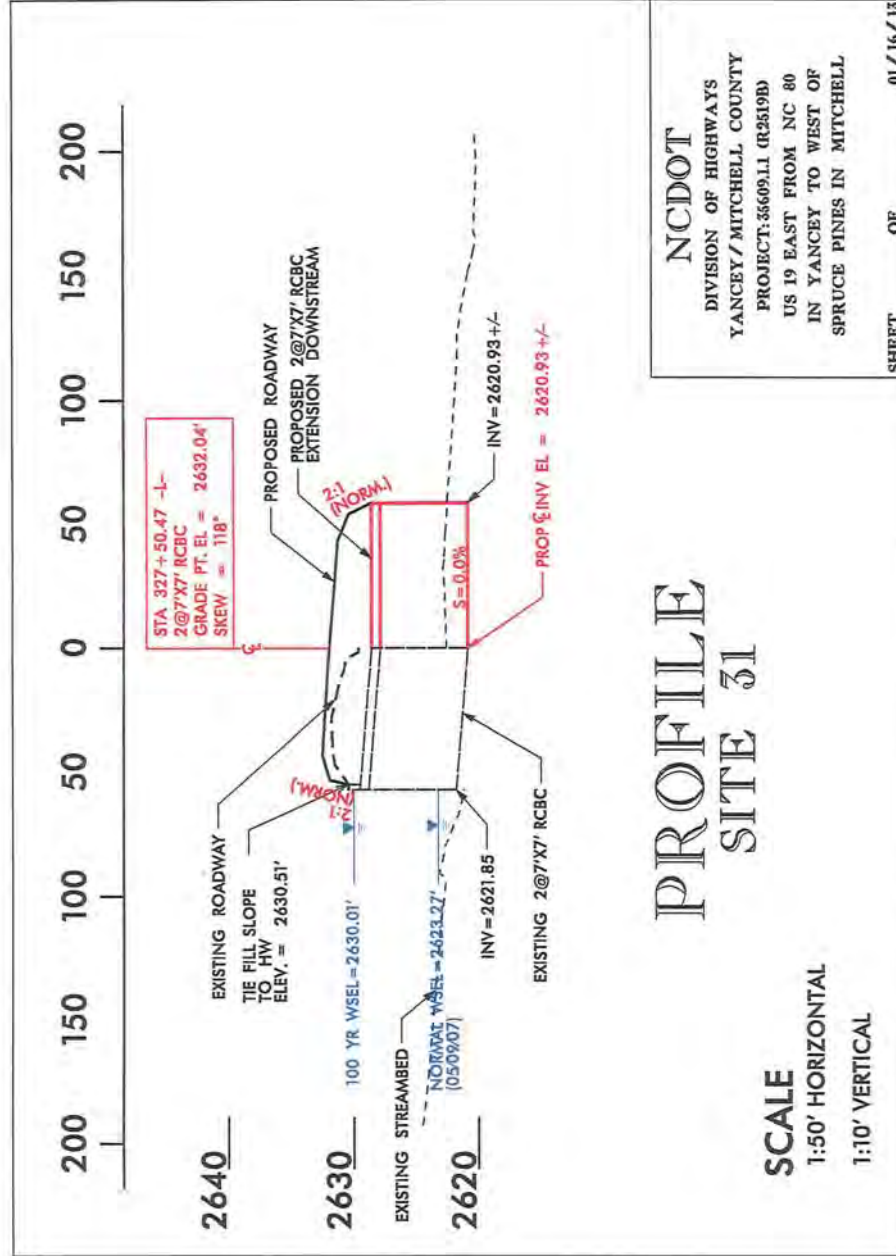 200
150
100
50
0
50
100
150
200
2640
2630
2620
STA 327+50.47 -L-
2@7'X7' RCBC
GRADE PT. EL = 2632.04'
SKEW = 118°
PROPOSED ROADWAY
PROPOSED 2@7'X7' RCBC
EXTENSION DOWNSTREAM
EXISTING ROADWAY
TIE FILL SLOPE
TO HW
ELEV. = 2630.51'
2:1
(NORM.)
2:1
(NORM.)
100 YR WSEL=2630.01'
EXISTING STREAMBED
NORMAL WSEL=2623.27'
(05/09/07)
INV=2621.85
EXISTING 2@7'X7' RCBC
S=0.0%
INV=2620.93+/-
PROP ℄ INV EL = 2620.93+/-
℄
PROFILE
SITE 31
SCALE
1:50' HORIZONTAL
1:10' VERTICAL
NCDOT
DIVISION OF HIGHWAYS
YANCEY/MITCHELL COUNTY
PROJECT:35609.1.1 (R2519B)
US 19 EAST FROM NC 80
IN YANCEY TO WEST OF
SPRUCE PINES IN MITCHELL
SHEET OF 01/16/13